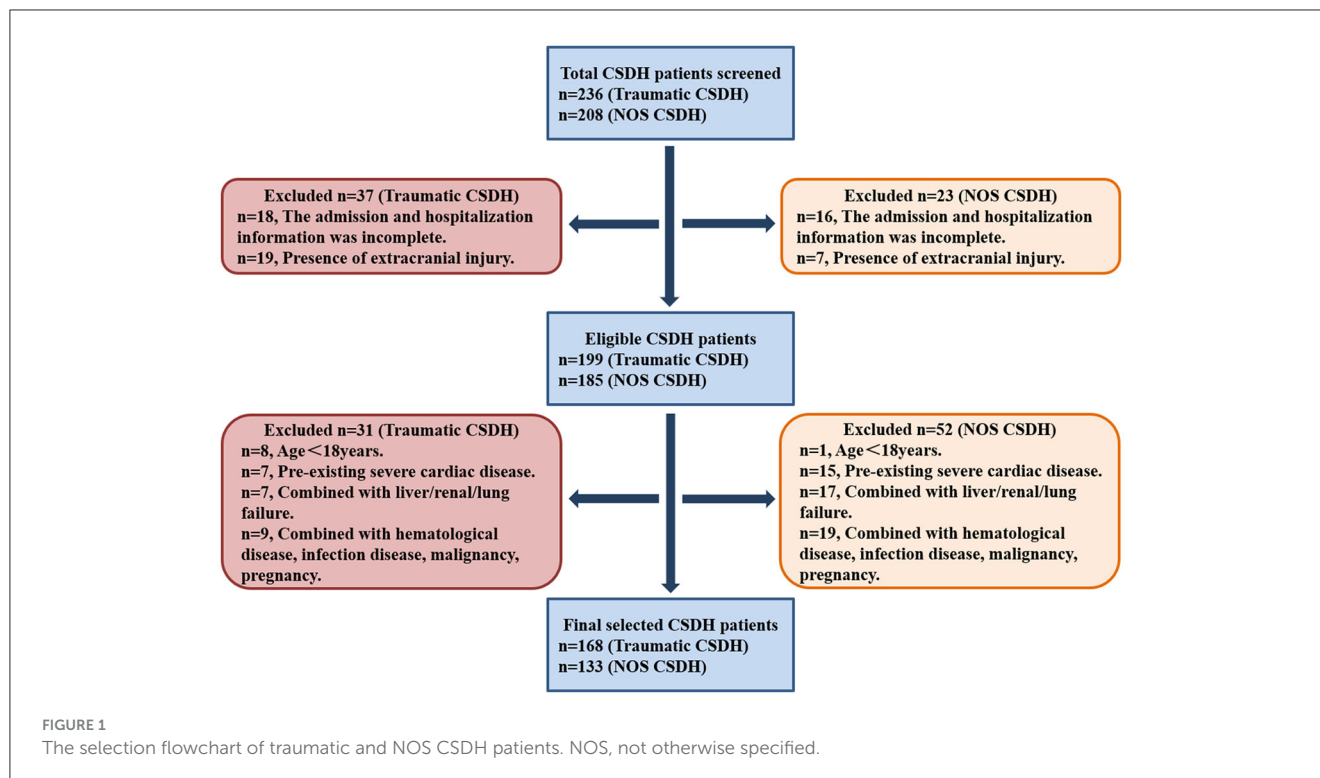 Total CSDH patients screened
n=236 (Traumatic CSDH)
n=208 (NOS CSDH)
Excluded n=37 (Traumatic CSDH)
n=18, The admission and hospitalization
information was incomplete.
n=19, Presence of extracranial injury.
Excluded n=23 (NOS CSDH)
n=16, The admission and hospitalization
information was incomplete.
n=7, Presence of extracranial injury.
Eligible CSDH patients
n=199 (Traumatic CSDH)
n=185 (NOS CSDH)
Excluded n=31 (Traumatic CSDH)
n=8, Age<18years.
n=7, Pre-existing severe cardiac disease.
n=7, Combined with liver/renal/lung
failure.
n=9, Combined with hematological
disease, infection disease, malignancy,
pregnancy.
Excluded n=52 (NOS CSDH)
n=1, Age<18years.
n=15, Pre-existing severe cardiac disease.
n=17, Combined with liver/renal/lung
failure.
n=19, Combined with hematological
disease, infection disease, malignancy,
pregnancy.
Final selected CSDH patients
n=168 (Traumatic CSDH)
n=133 (NOS CSDH)
FIGURE 1
The selection flowchart of traumatic and NOS CSDH patients. NOS, not otherwise specified.